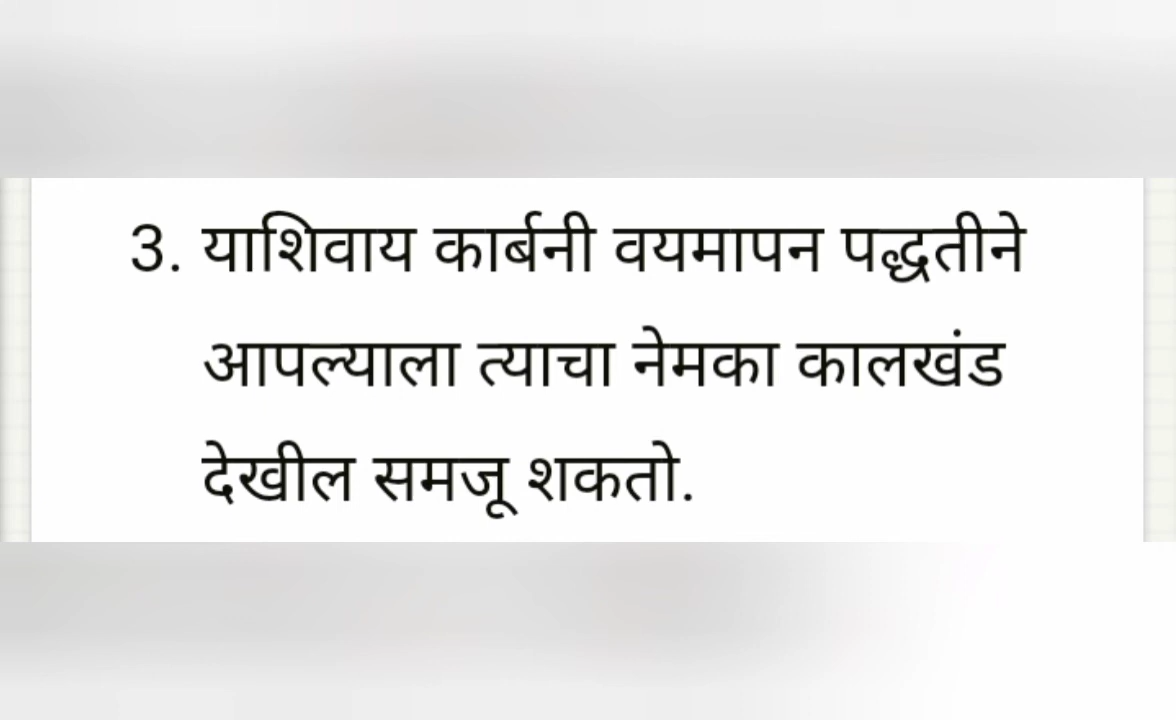 3. याशिवाय कार्बनी वयमापन पद्धतीने
आपल्याला त्याचा नेमका कालखंड
देखील समजू शकतो.